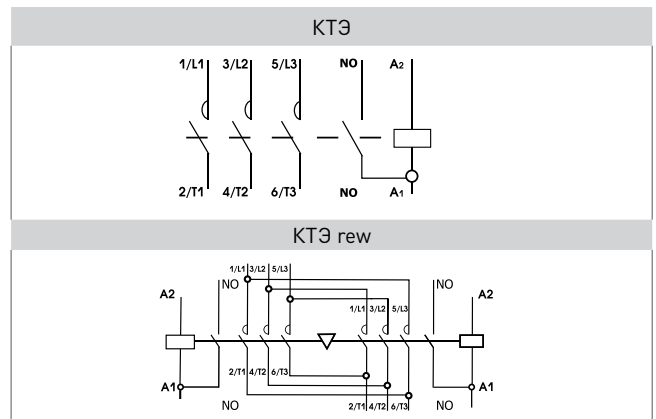 КТЭ
1/L1 3/L2 5/L3 NO A2
2/T1 4/T2 6/T3 NO A1
КТЭ rew
1/L1 3/L2 5/L3
NO NO
A2 A2
1/L1 3/L2 5/L3
2/T1 4/T2 6/T3
A1 A1
NO 2/T1 4/T2 6/T3 NO